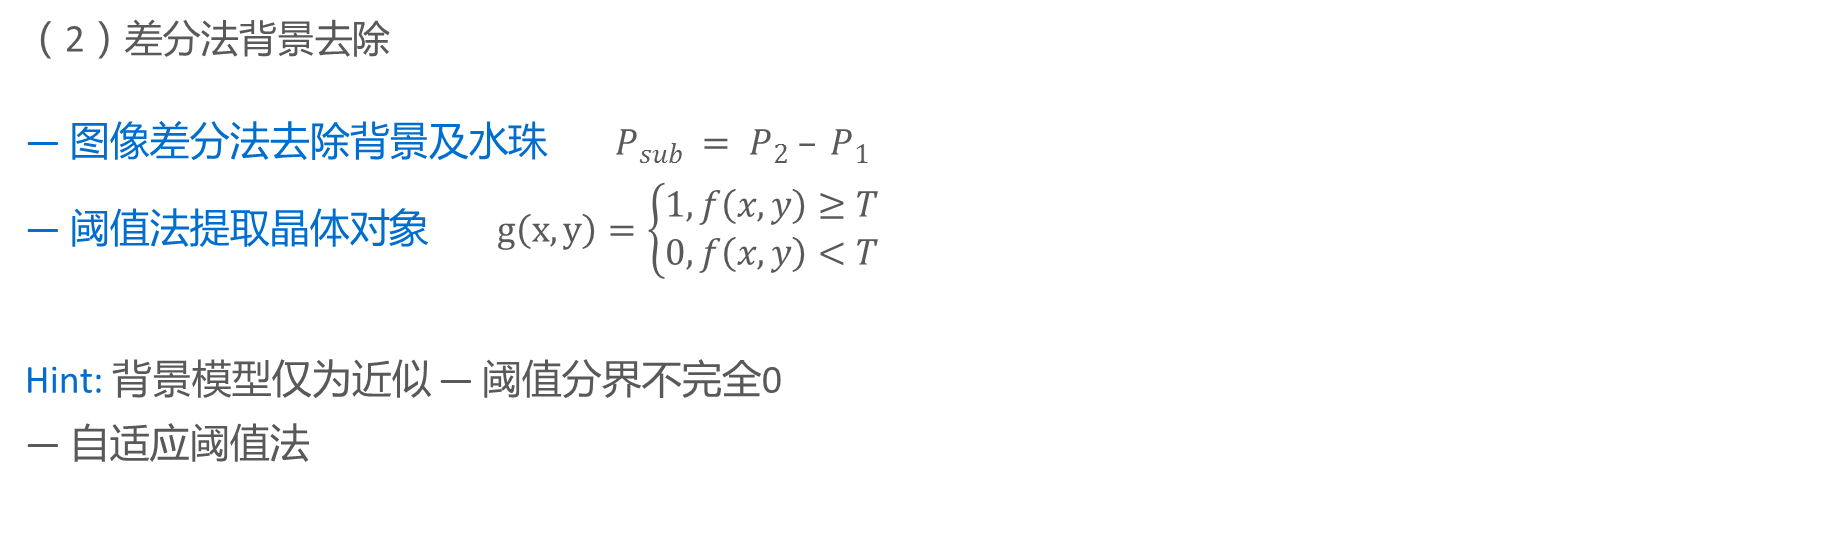 （2）差分法背景去除
— 图像差分法去除背景及水珠 P_sub = P_2 – P_1
— 阈值法提取晶体对象 g(x,y) = {1, f(x, y) ≥ T
0, f(x, y) < T
Hint: 背景模型仅为近似 — 阈值分界不完全0
— 自适应阈值法